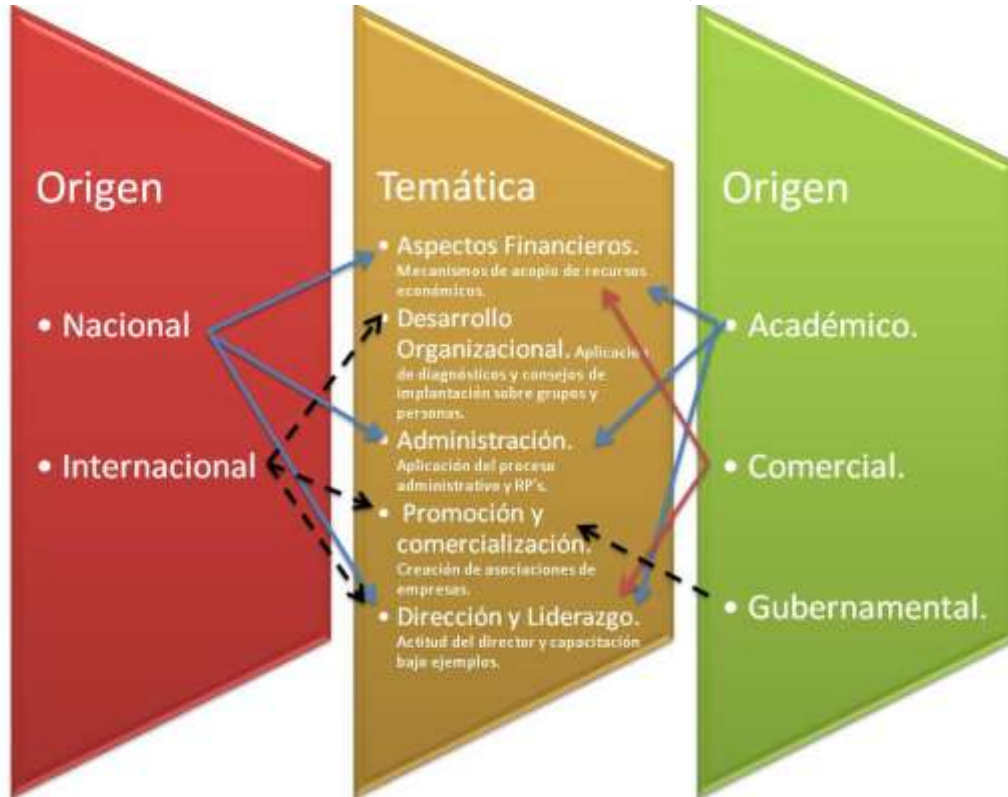 Origen
• Nacional
• Internacional
Temática
• Aspectos Financieros.
Mecanismos de acopio de recursos
económicos.
• Desarrollo
Organizacional. Aplicación
de diagnósticos y consejos de
implantación sobre grupos y
personas.
• Administración.
Aplicación del proceso
administrativo y RP's.
• Promoción y
comercialización.
Creación de asociaciones de
empresas.
• Dirección y Liderazgo.
Actitud del director y capacitación
bajo ejemplos.
Origen
• Académico.
• Comercial.
• Gubernamental.